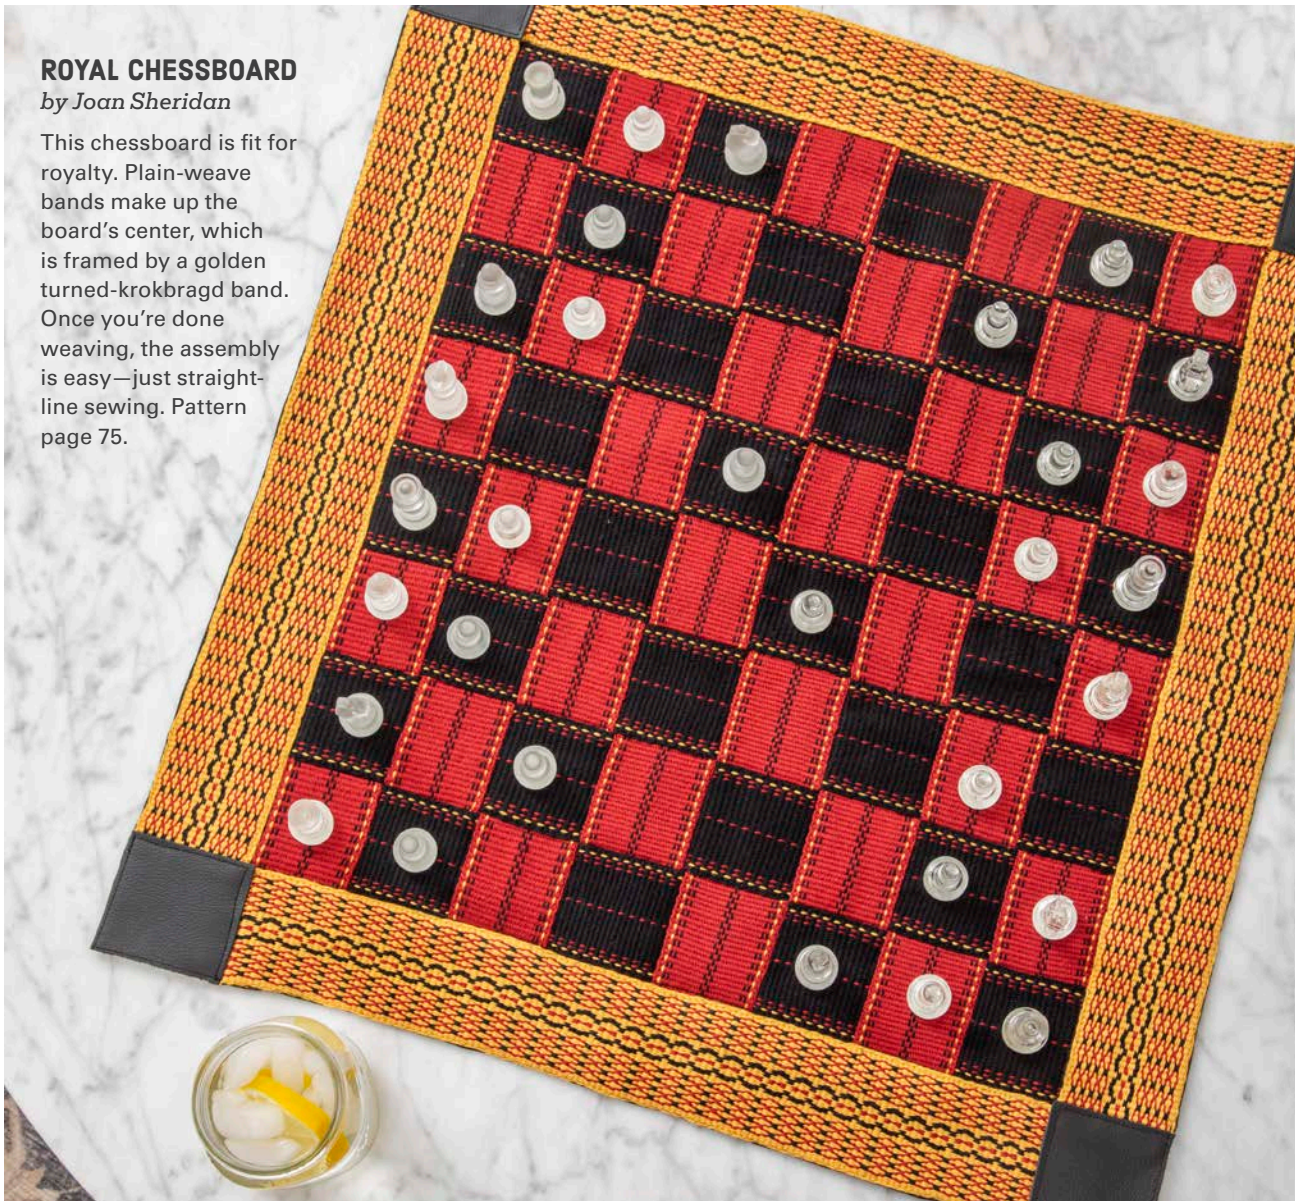 ROYAL CHESSBOARD
by Joan Sheridan
This chessboard is fit for
royalty. Plain-weave
bands make up the
board’s center, which
is framed by a golden
turned-krokbragd band.
Once you’re done
weaving, the assembly
is easy—just straight-
line sewing. Pattern
page 75.